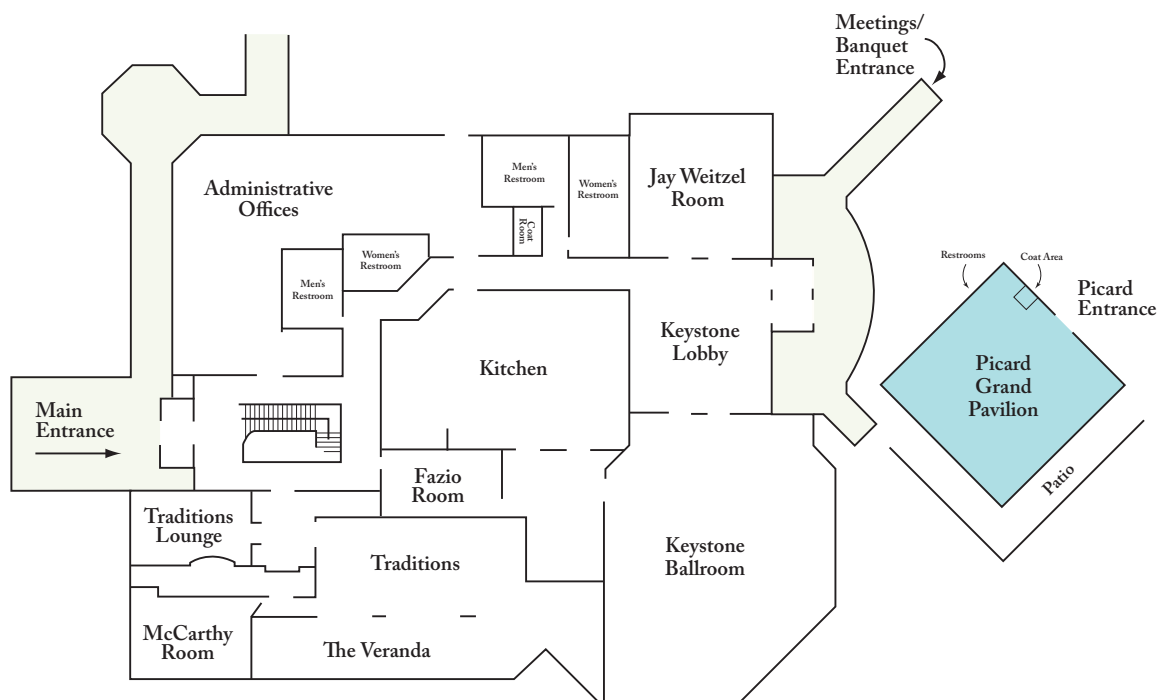 Meetings/
Banquet
Entrance
Men's
Restroom
Women's
Restroom
Jay Weitzel
Room
Administrative
Offices
Coat
Room
Women's
Restroom
Men's
Restroom
Restrooms
Coat Area
Picard
Entrance
Keystone
Lobby
Kitchen
Picard
Grand
Pavilion
Main
Entrance
Fazio
Room
Patio
Traditions
Lounge
Traditions
Keystone
Ballroom
McCarthy
Room
The Veranda